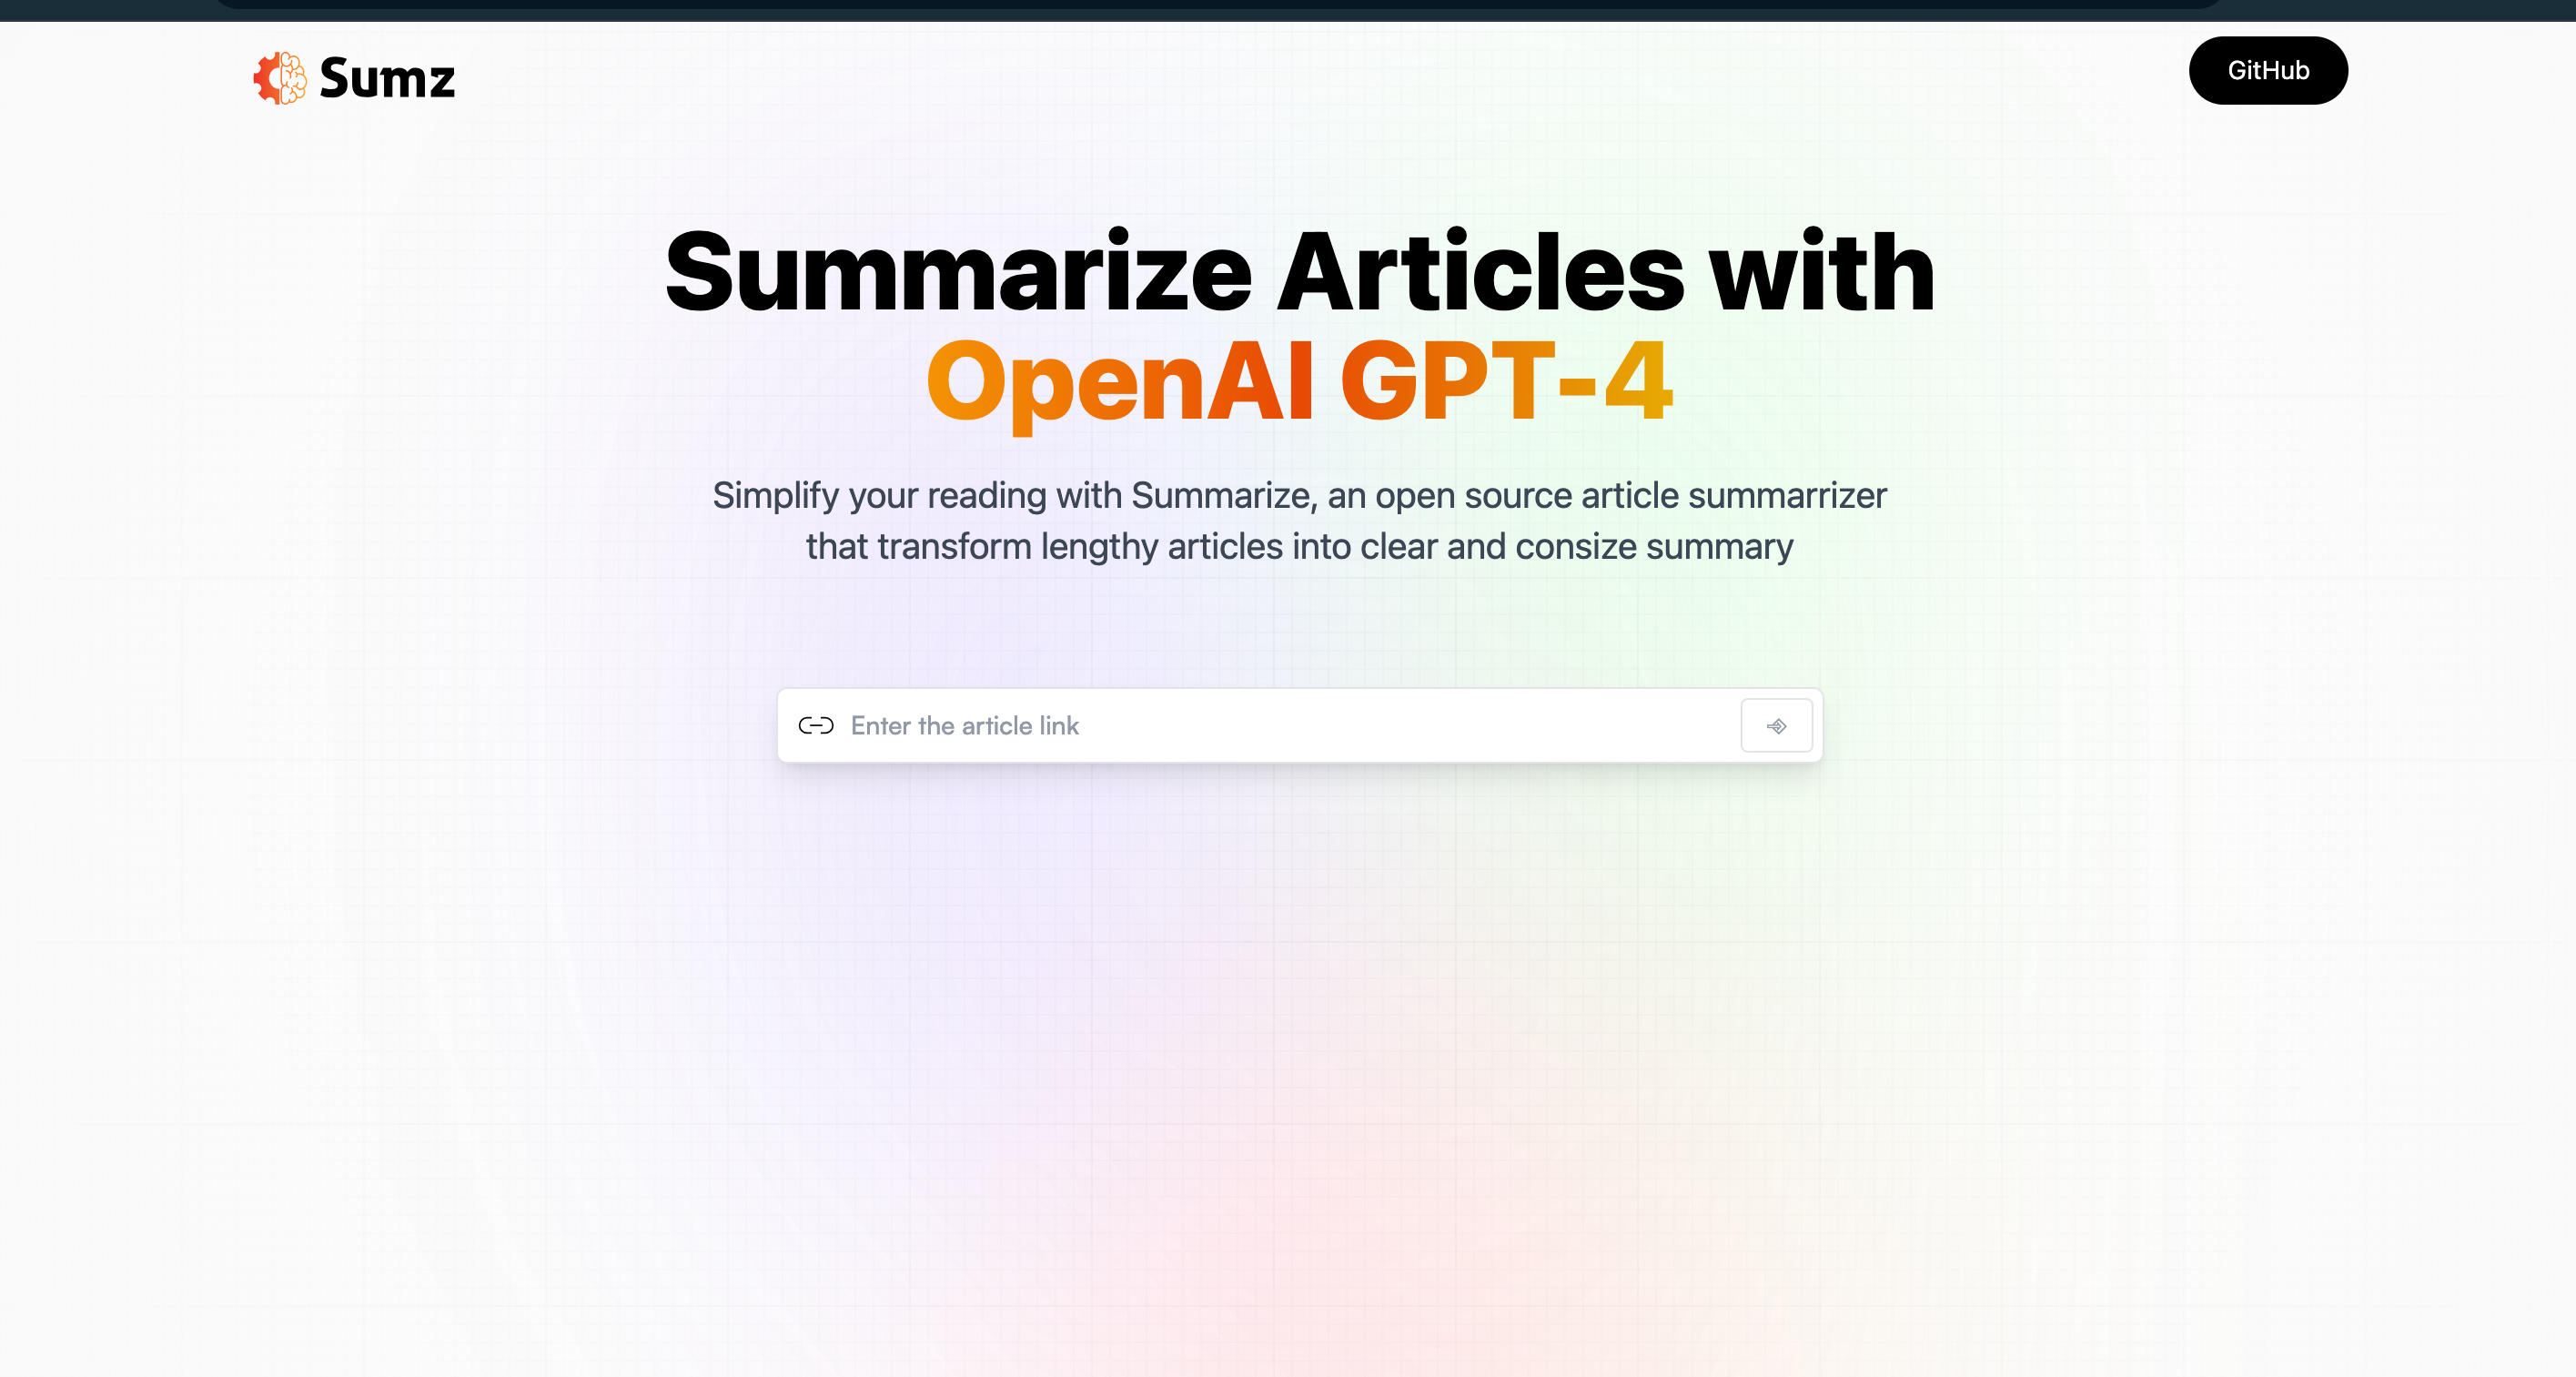 Sumz
GitHub
Summarize Articles with
OpenAI GPT-4
Simplify your reading with Summarize, an open source article summarrizer
that transform lengthy articles into clear and consize summary
Enter the article link